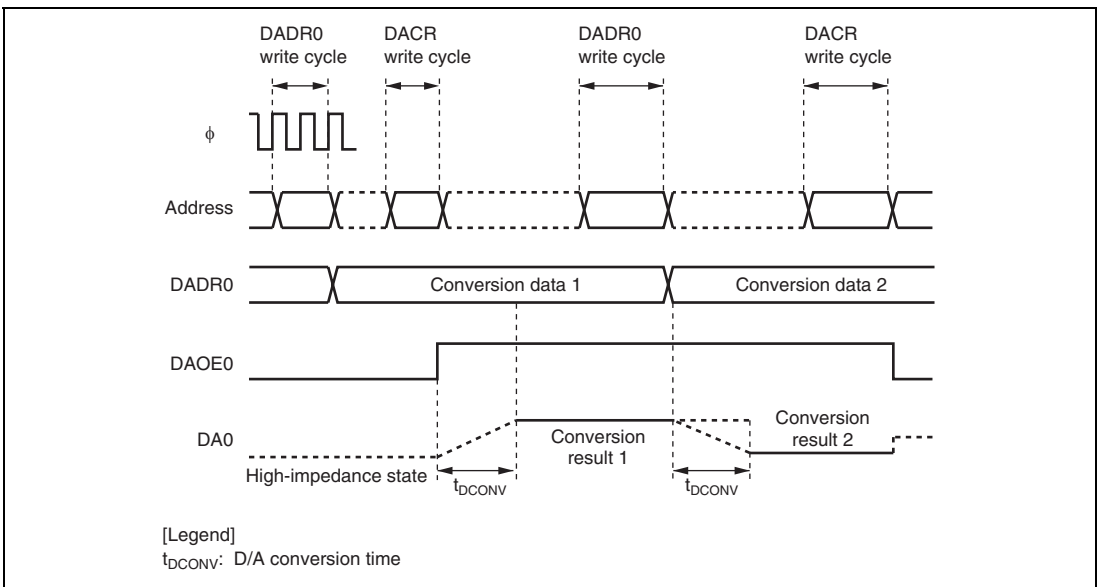 DADR0 write cycle
DACR write cycle
DADR0 write cycle
DACR write cycle
φ
Address
DADR0
Conversion data 1
Conversion data 2
DAOE0
DA0
High-impedance state
Conversion result 1
Conversion result 2
tDCONV
tDCONV
[Legend]
tDCONV: D/A conversion time